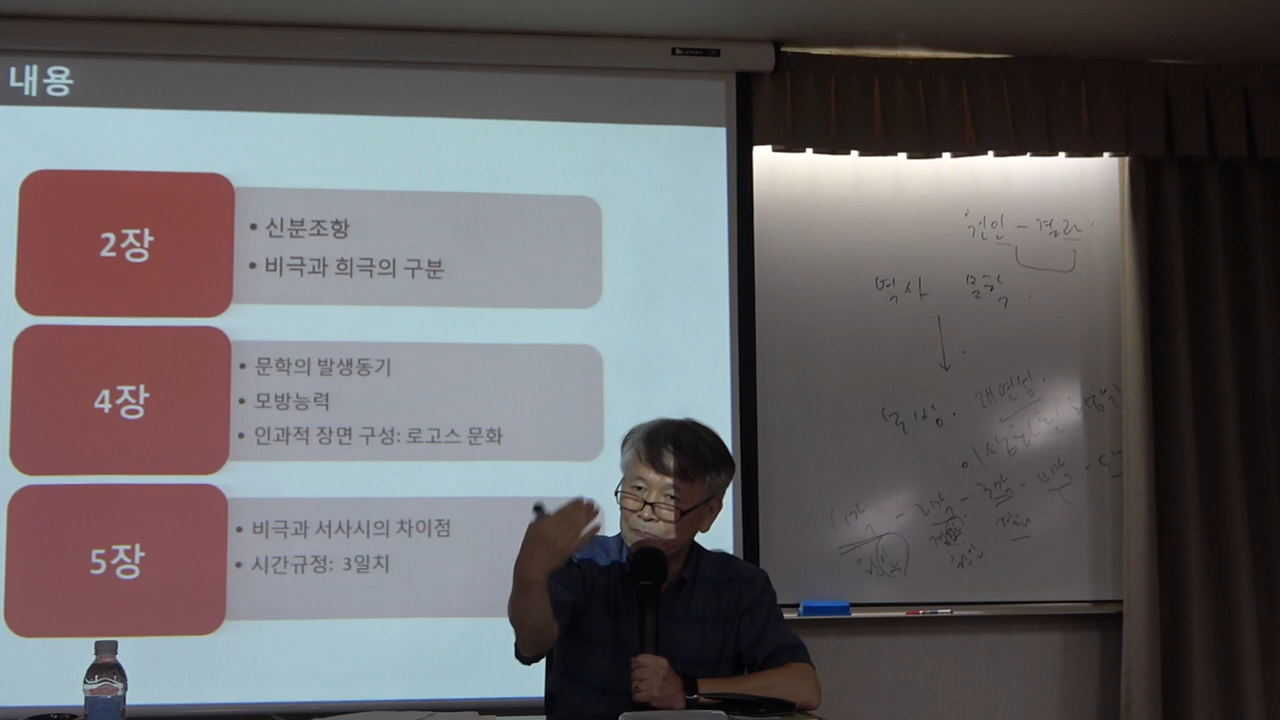 내용
2장
• 신분조항
• 비극과 희극의 구분
4장
• 문학의 발생동기
• 모방능력
• 인과적 장면 구성: 로고스 문화
5장
• 비극과 서사시의 차이점
• 시간규정: 3일치
원인 - 결과
역사 문학
모방. 개연성.